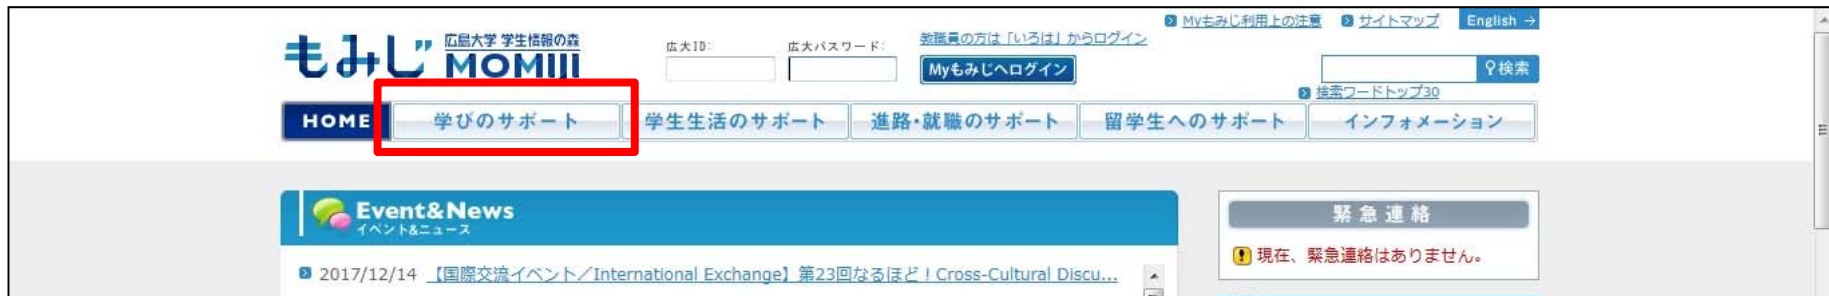 Myもみじ利用上の注意 サイトマップ English →
もみじ 広島大学 学生情報の森 MOMIJI
広大ID: 広大パスワード: 教職員の方は「いろは」からログイン
Myもみじへログイン 検索
検索ワードトップ30
HOME 学びのサポート 学生生活のサポート 進路・就職のサポート 留学生へのサポート インフォメーション
Event&News
イベント&ニュース
2017/12/14 【国際交流イベント／International Exchange】第23回なるほど！Cross-Cultural Discu...
緊急連絡
現在、緊急連絡はありません。